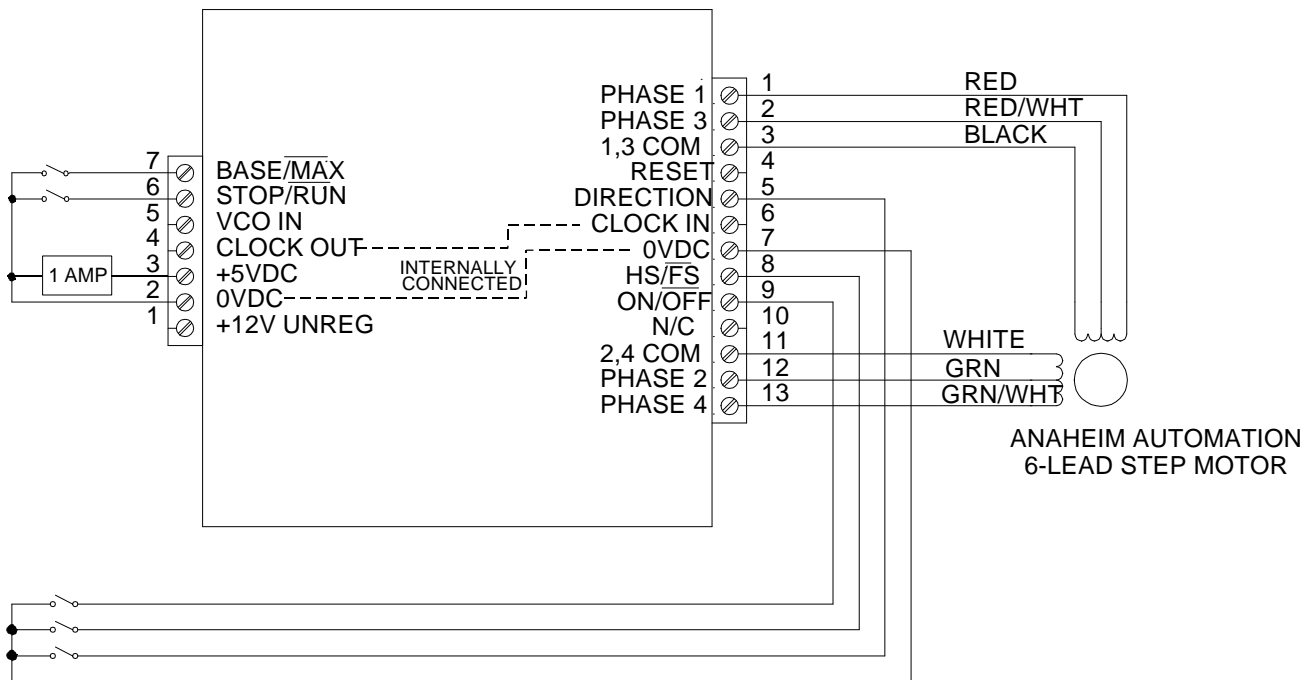 7 BASE/MAX
6 STOP/RUN
5 VCO IN
4 CLOCK OUT
3 +5VDC
2 0VDC
1 +12V UNREG
1 AMP
INTERNALLY
CONNECTED
PHASE 1 1 RED
PHASE 3 2 RED/WHT
1,3 COM 3 BLACK
RESET 4
DIRECTION 5
CLOCK IN 6
0VDC 7
HS/FS 8
ON/OFF 9
N/C 10
2,4 COM 11 WHITE
PHASE 2 12 GRN
PHASE 4 13 GRN/WHT
ANAHEIM AUTOMATION
6-LEAD STEP MOTOR